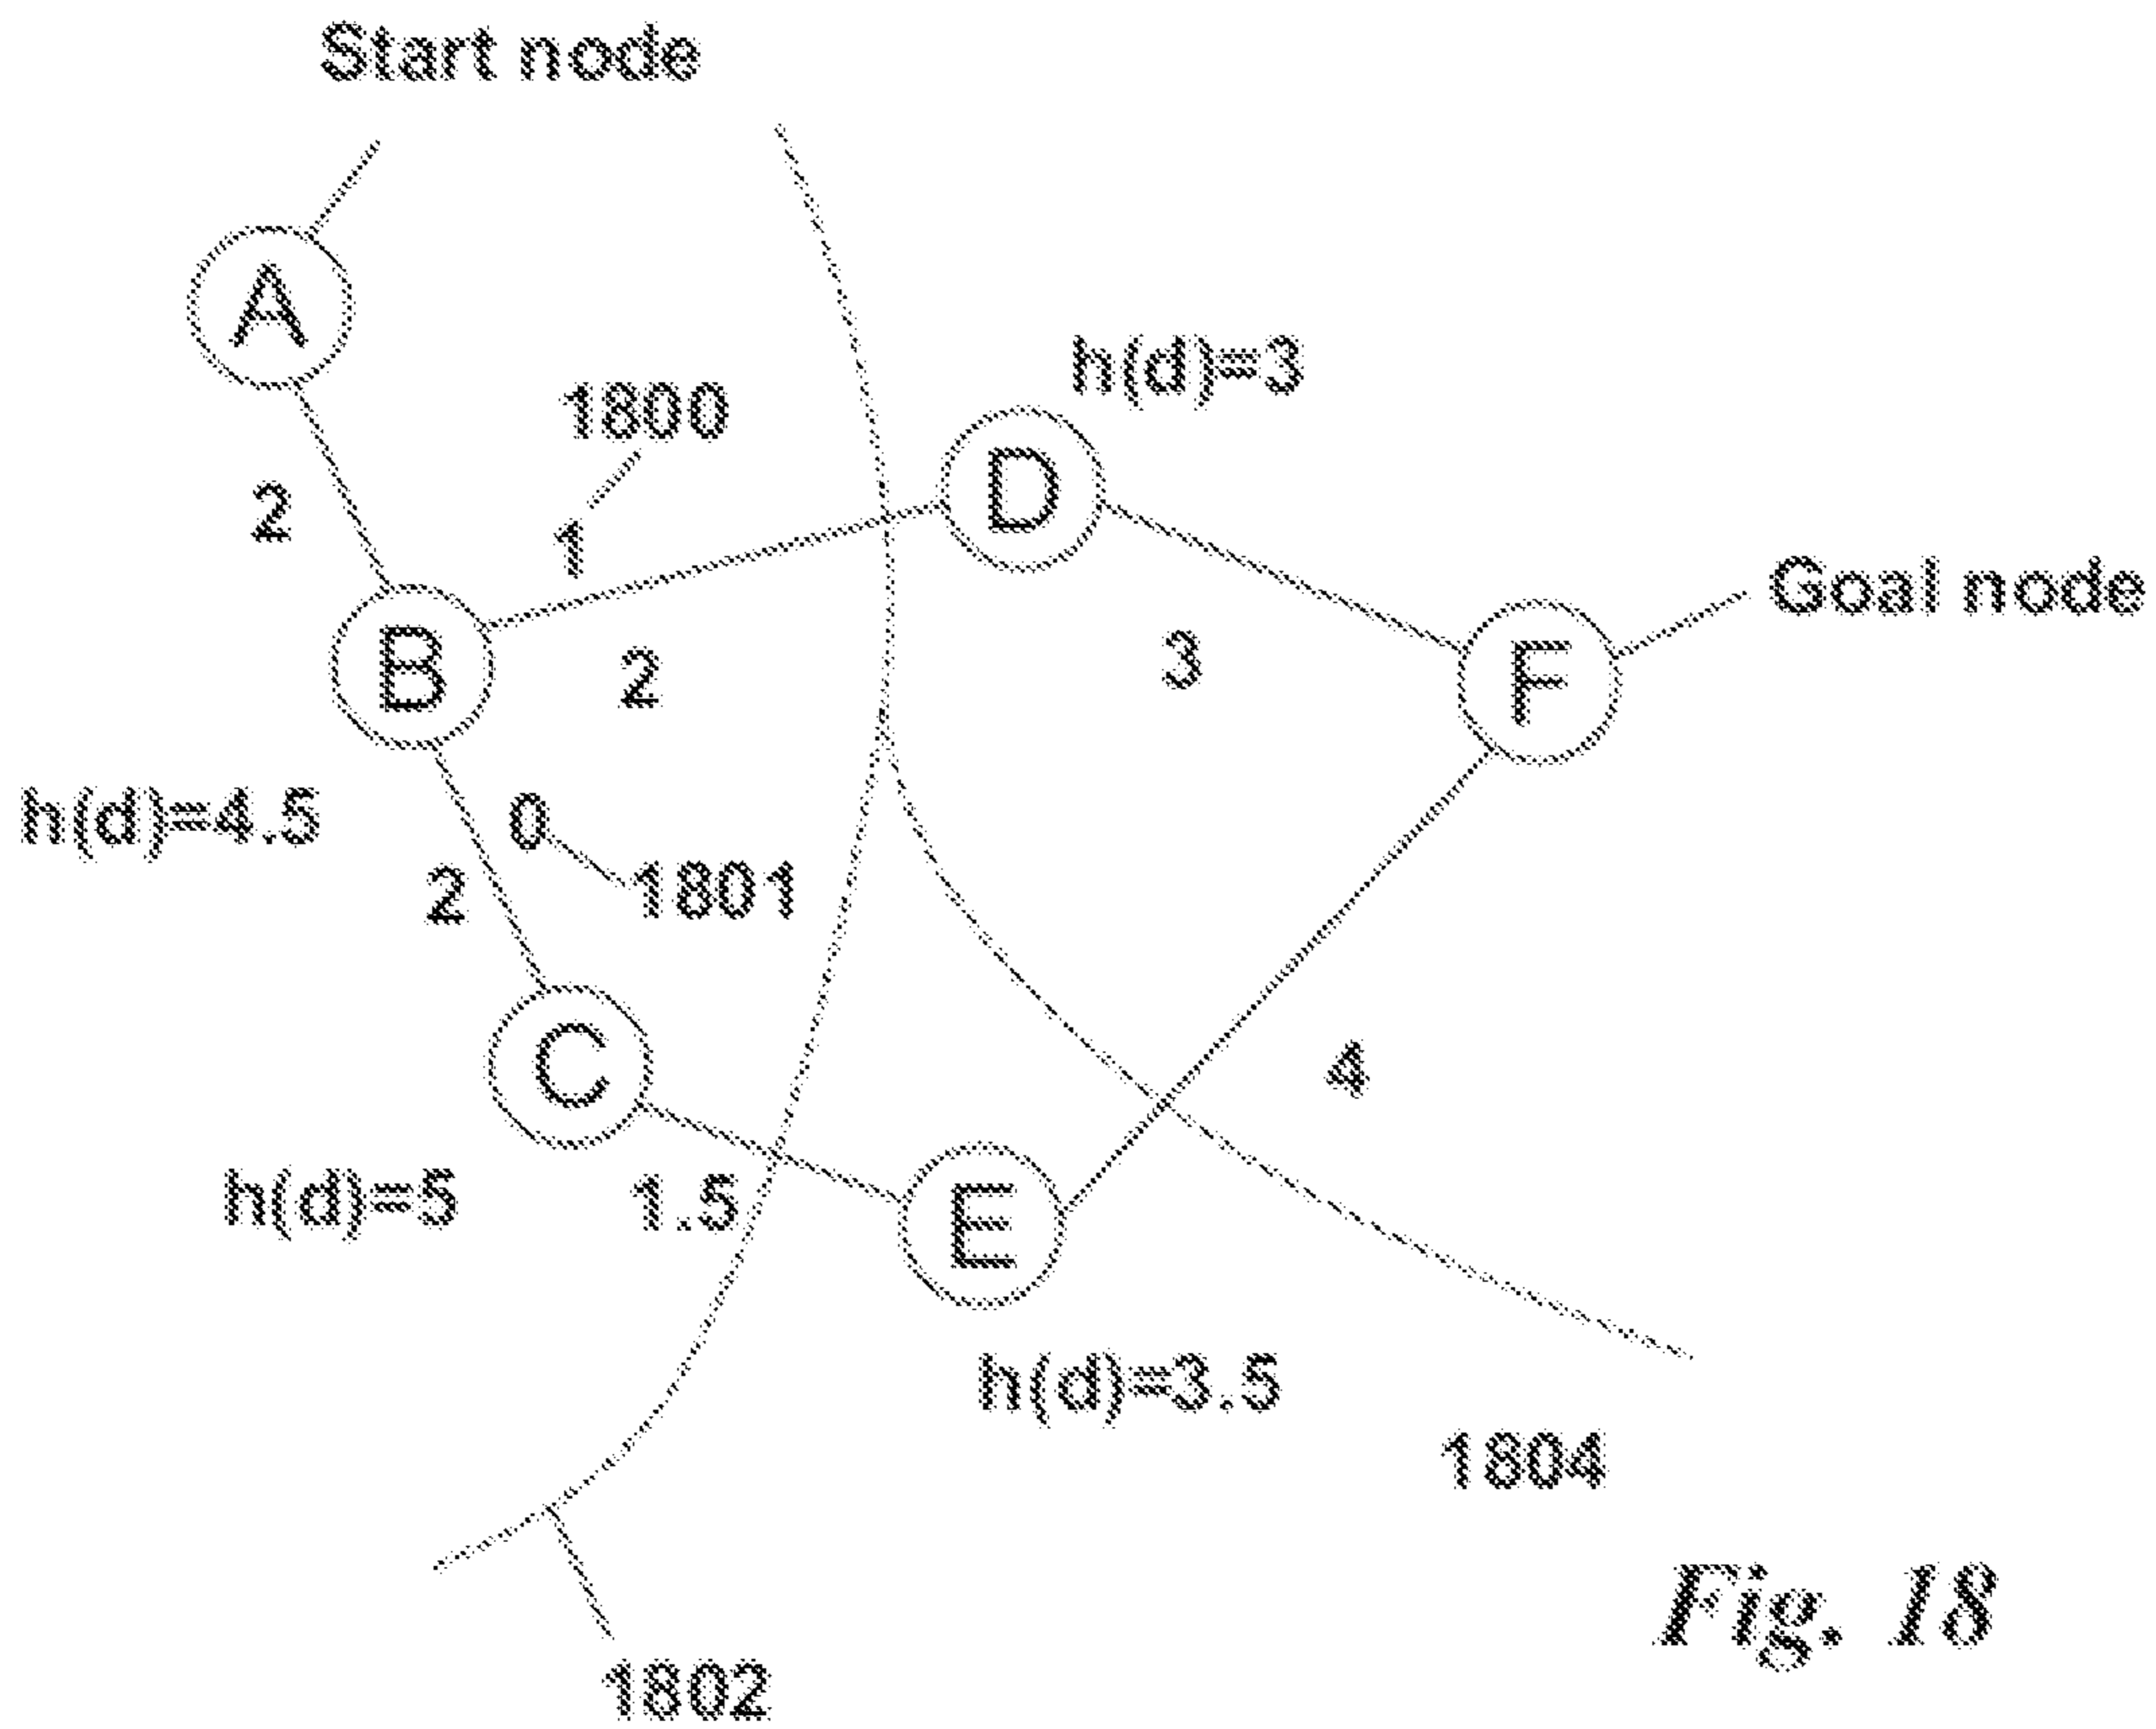 Start node
A
h(d)=3
1800
D
2
1
Goal node
B
2
3
F
h(d)=4.5
0
2
1801
C
4
h(d)=5
1.5
E
h(d)=3.5
1804
Fig. 18
1802